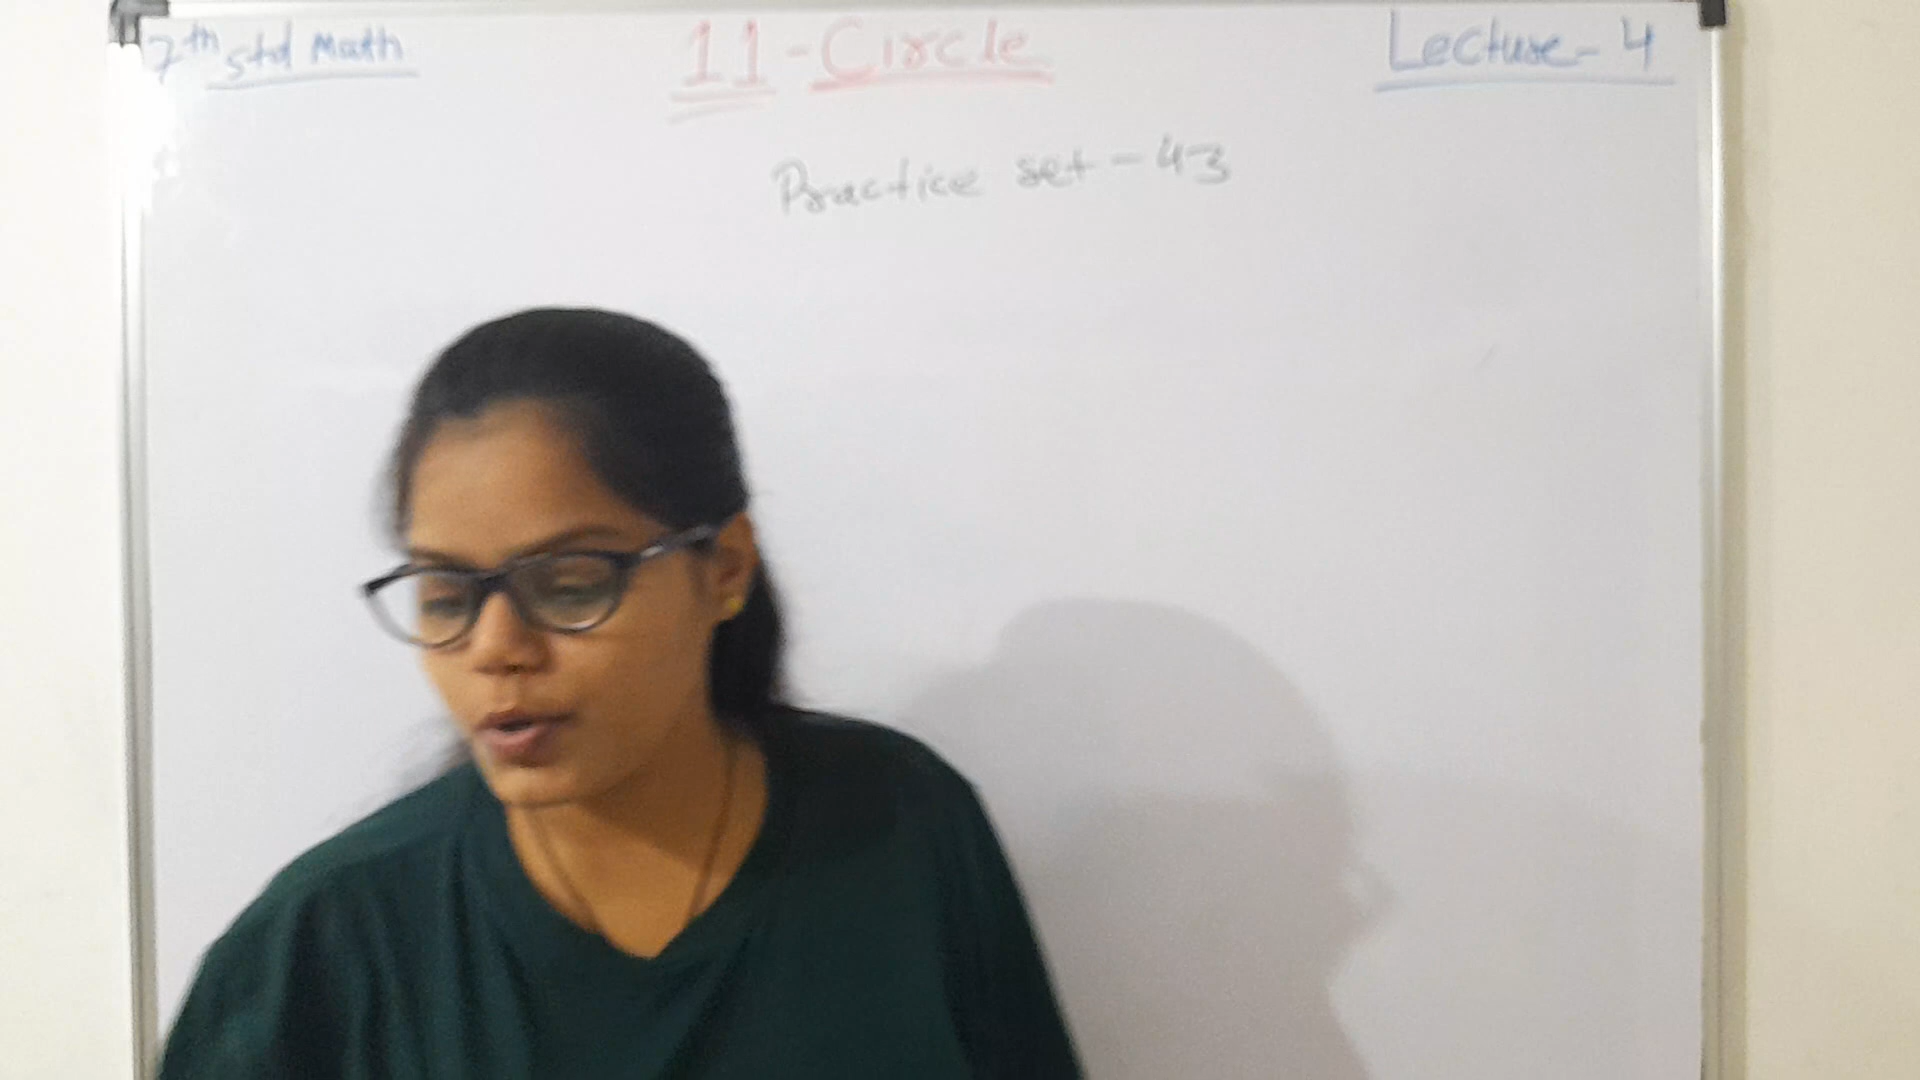 7th std Math
11-Circle
Lecture-4
Practice set-43